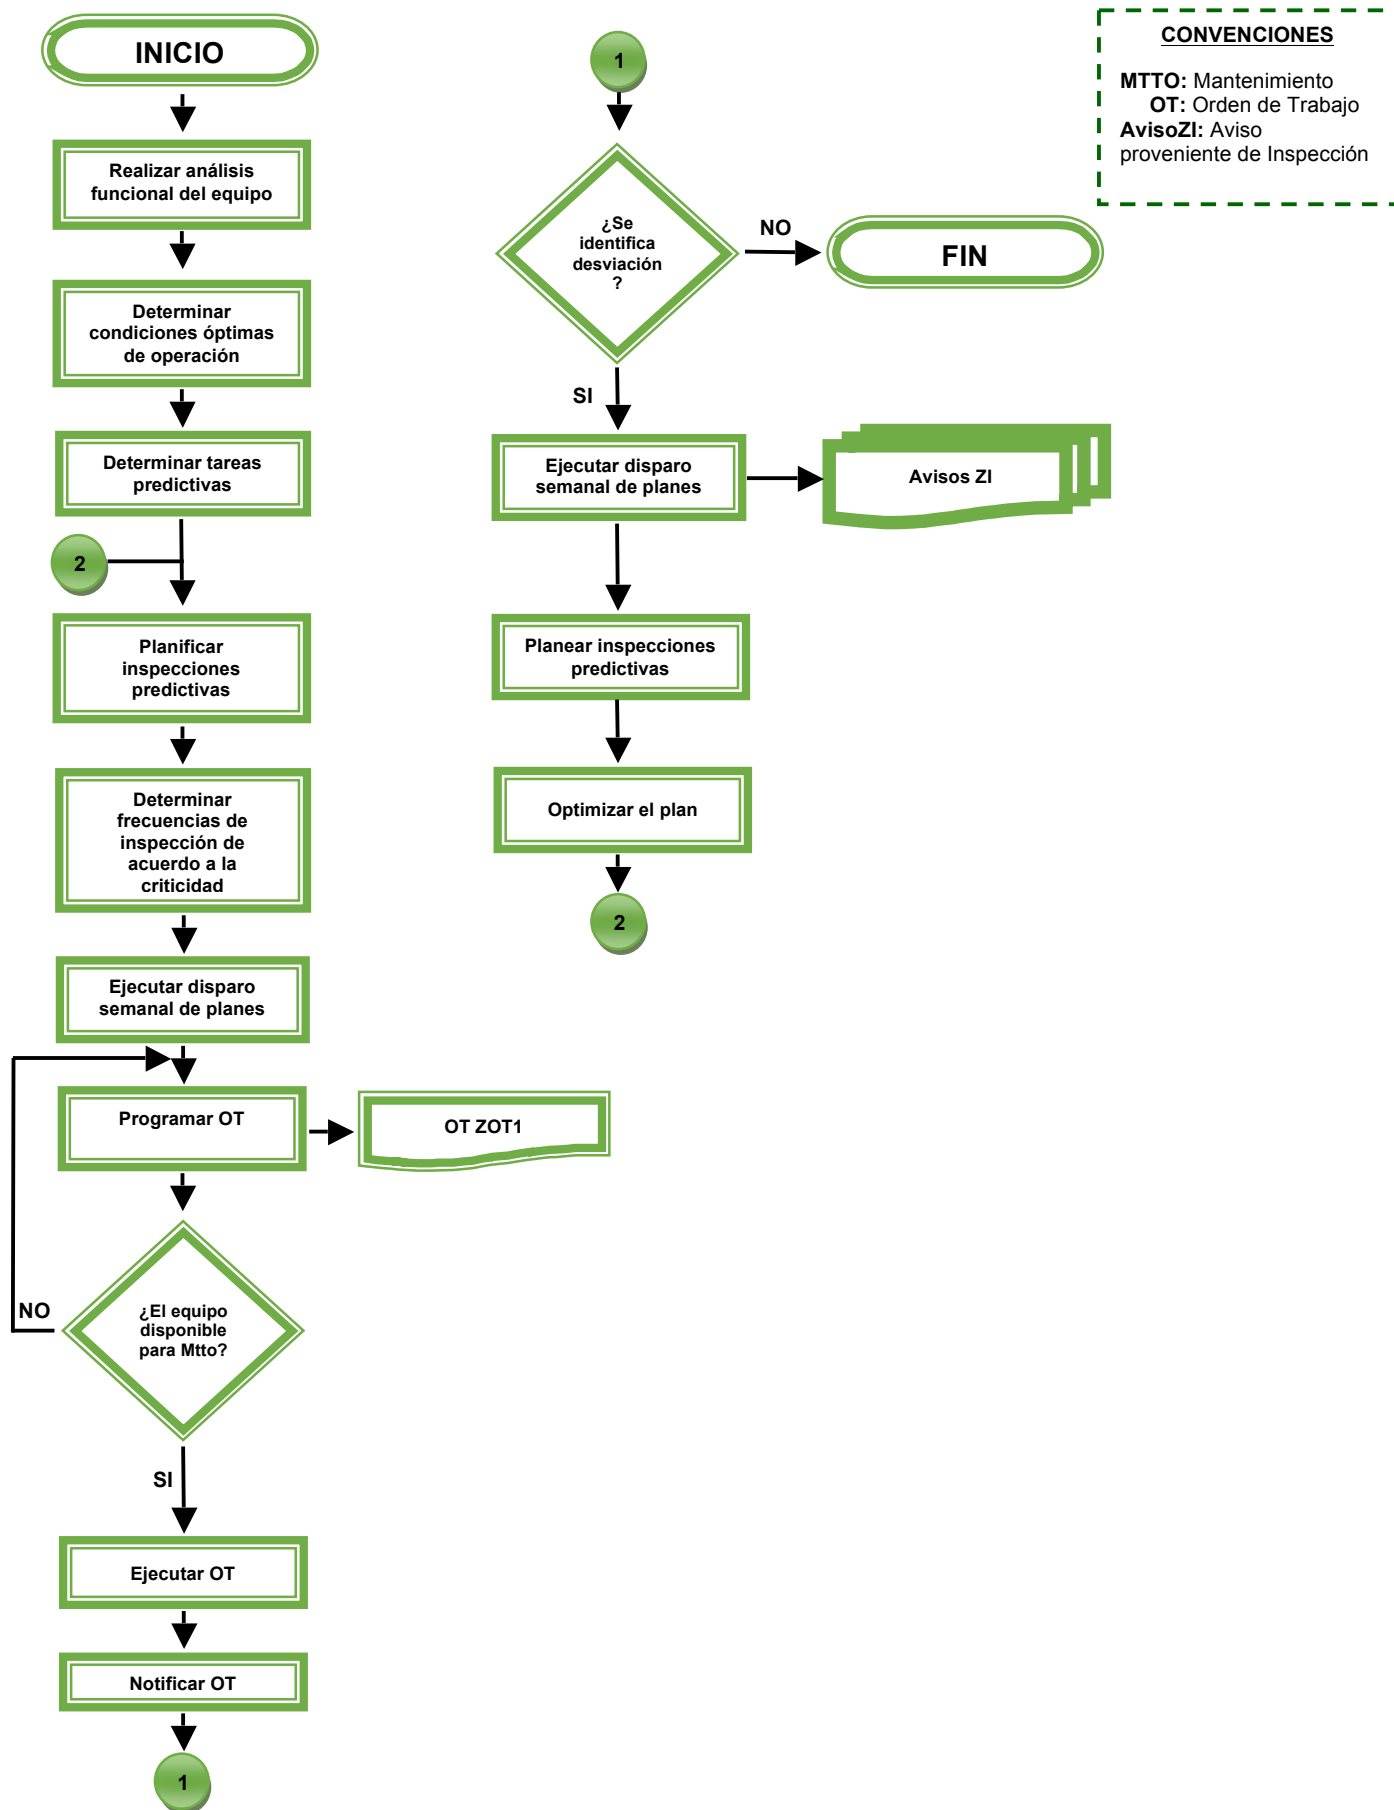 INICIO
Realizar análisis
funcional del equipo
Determinar
condiciones óptimas
de operación
Determinar tareas
predictivas
2
Planificar
inspecciones
predictivas
Determinar
frecuencias de
inspección de
acuerdo a la
criticidad
Ejecutar disparo
semanal de planes
Programar OT
OT ZOT1
¿El equipo
disponible
para Mtto?
NO
SI
Ejecutar OT
Notificar OT
1
1
¿Se
identifica
desviación
?
NO
FIN
SI
Ejecutar disparo
semanal de planes
Avisos ZI
Planear inspecciones
predictivas
Optimizar el plan
2
CONVENCIONES
MTTO: Mantenimiento
OT: Orden de Trabajo
AvisoZI: Aviso
proveniente de Inspección